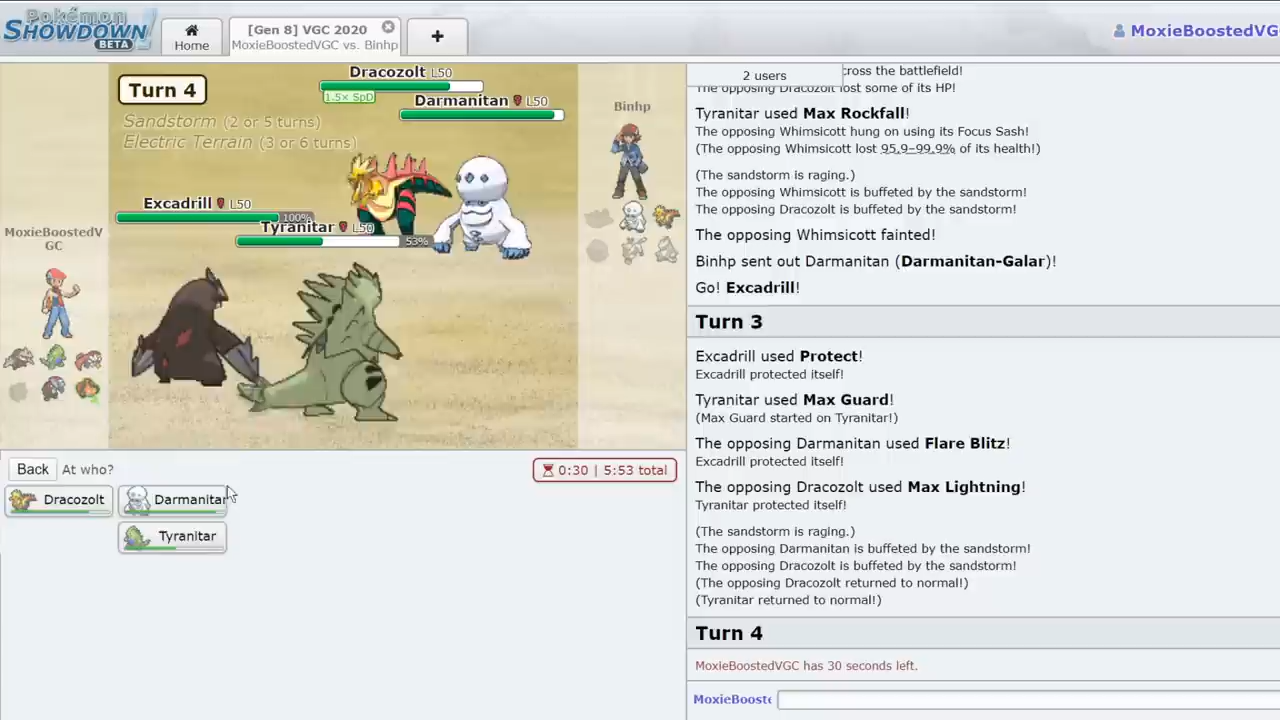 Pokémon
SHOWDOWN
BETA
Home
[Gen 8] VGC 2020
MoxieBoostedVGC vs. Binhp
+
MoxieBoostedVG
Turn 4
Sandstorm (2 or 5 turns)
Electric Terrain (3 or 6 turns)
Dracozolt L50
1.5× SpD
Darmanitan L50
Excadrill L50
100%
Tyranitar L50
53%
MoxieBoostedV
GC
Binhp
Back At who?
0:30 | 5:53 total
Dracozolt
Darmanitan
Tyranitar
2 users
cross the battlefield!
The opposing Dracozolt lost some of its HP!
Tyranitar used Max Rockfall!
The opposing Whimsicott hung on using its Focus Sash!
(The opposing Whimsicott lost 95.9–99.9% of its health!)
(The sandstorm is raging.)
The opposing Whimsicott is buffeted by the sandstorm!
The opposing Dracozolt is buffeted by the sandstorm!
The opposing Whimsicott fainted!
Binhp sent out Darmanitan (Darmanitan-Galar)!
Go! Excadrill!
Turn 3
Excadrill used Protect!
Excadrill protected itself!
Tyranitar used Max Guard!
(Max Guard started on Tyranitar!)
The opposing Darmanitan used Flare Blitz!
Excadrill protected itself!
The opposing Dracozolt used Max Lightning!
Tyranitar protected itself!
(The sandstorm is raging.)
The opposing Darmanitan is buffeted by the sandstorm!
The opposing Dracozolt is buffeted by the sandstorm!
(The opposing Dracozolt returned to normal!)
(Tyranitar returned to normal!)
Turn 4
MoxieBoostedVGC has 30 seconds left.
MoxieBooste